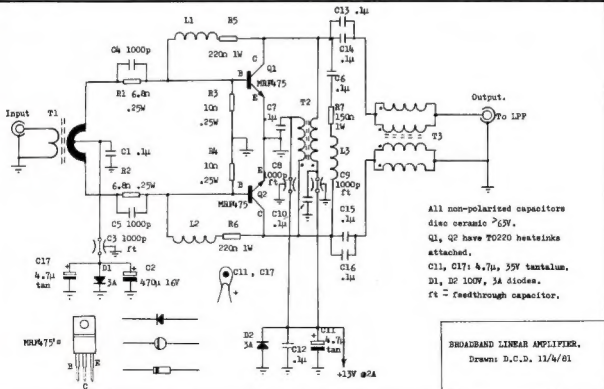 C13 .1µ
L1
R5
C4 1000p
C14
.1µ
220Ω 1W
C
C6
.1µ
Q1
Output.
B
MRF475
Input
T1
R1 6.8Ω
.25W
R3
10Ω
.25W
E
T2
R7
150Ω
1W
To LPF
C7
.1µ
T3
C1 .1µ
R4
10Ω
.25W
L3
C8
1000p
ft
R2
6.8Ω .25W
E
C9
1000p
ft
B
MRF475
Q2
C5 1000p
C10
.1µ
C
C15
.1µ
C3 1000p
ft
L2
R6
220Ω 1W
C16
.1µ
All non-polarized capacitors
disc ceramic >63V.
Q1, Q2 have TO220 heatsinks
attached.
C11, C17: 4.7µ, 35V tantalum.
D1, D2 100V, 3A diodes.
ft = feedthrough capacitor.
C17
4.7µ
tan
D1
3A
C2
470µ 16V
C11, C17
+
D2
3A
C12
.1µ
C11
4.7µ
tan
MRF475's
B
C
E
+13V @2A
BROADBAND LINEAR AMPLIFIER.
Drawn: D.C.D. 11/4/81